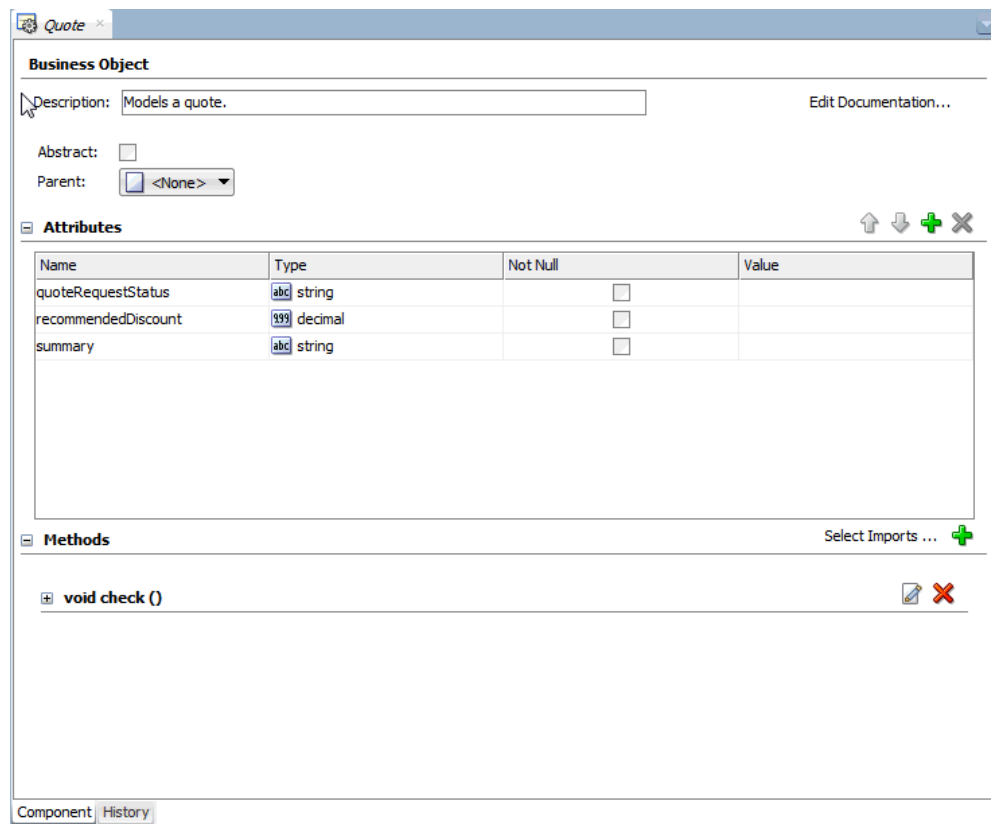 Quote
Business Object
Description: Models a quote. Edit Documentation...
Abstract:
Parent: <None>
Attributes
Name Type Not Null Value
quoteRequestStatus abc string
recommendedDiscount 999 decimal
summary abc string
Methods Select Imports ...
void check ()
Component History